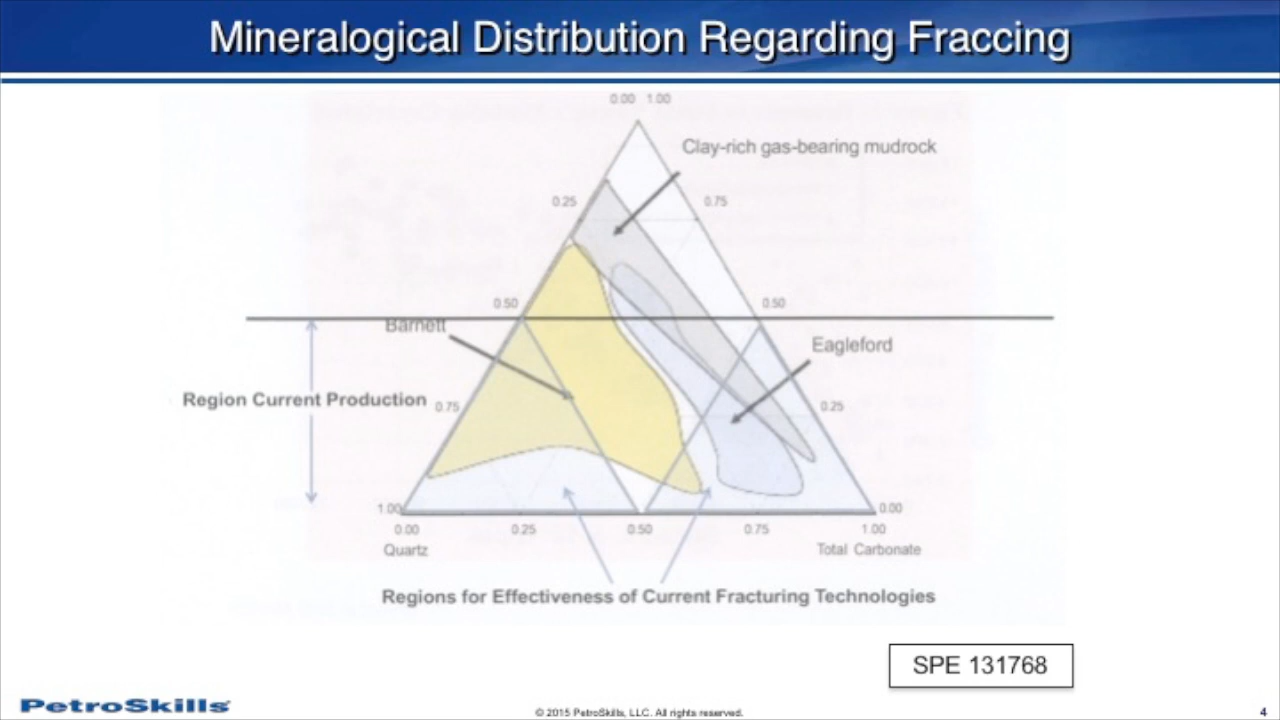 Mineralogical Distribution Regarding Fraccing
0.00 1.00
Clay-rich gas-bearing mudrock
0.25 0.75
0.50 0.50
Barnett
Eagleford
Region Current Production
0.75 0.25
1.00 0.00
0.00 0.25 0.50 0.75 1.00
Quartz Total Carbonate
Regions for Effectiveness of Current Fracturing Technologies
SPE 131768
PetroSkills
© 2015 PetroSkills, LLC. All rights reserved.
4